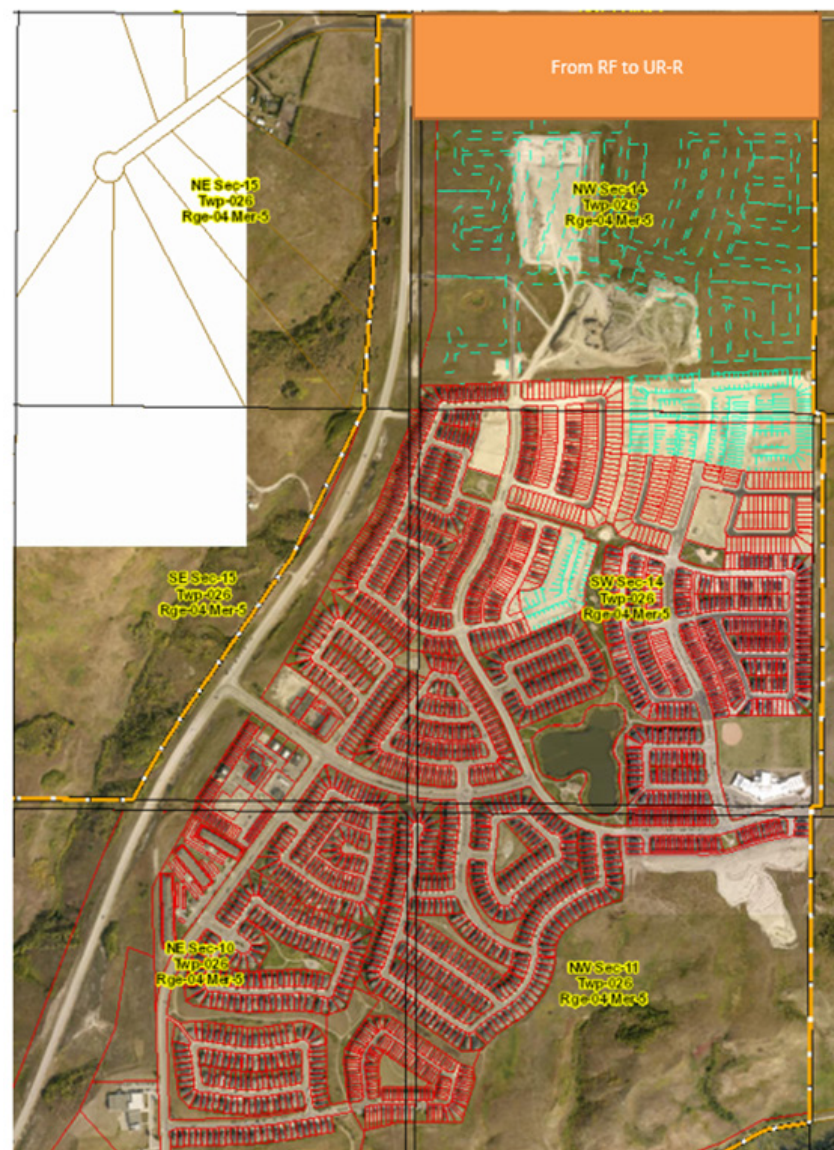 From RF to UR-R
NE Sec-15
Twp-026
Rge-04 Mer-5
NW Sec-14
Twp-026
Rge-04 Mer-5
SE Sec-15
Twp-026
Rge-04 Mer-5
SW Sec-14
Twp-026
Rge-04 Mer-5
NE Sec-10
Twp-026
Rge-04 Mer-5
NW Sec-11
Twp-026
Rge-04 Mer-5